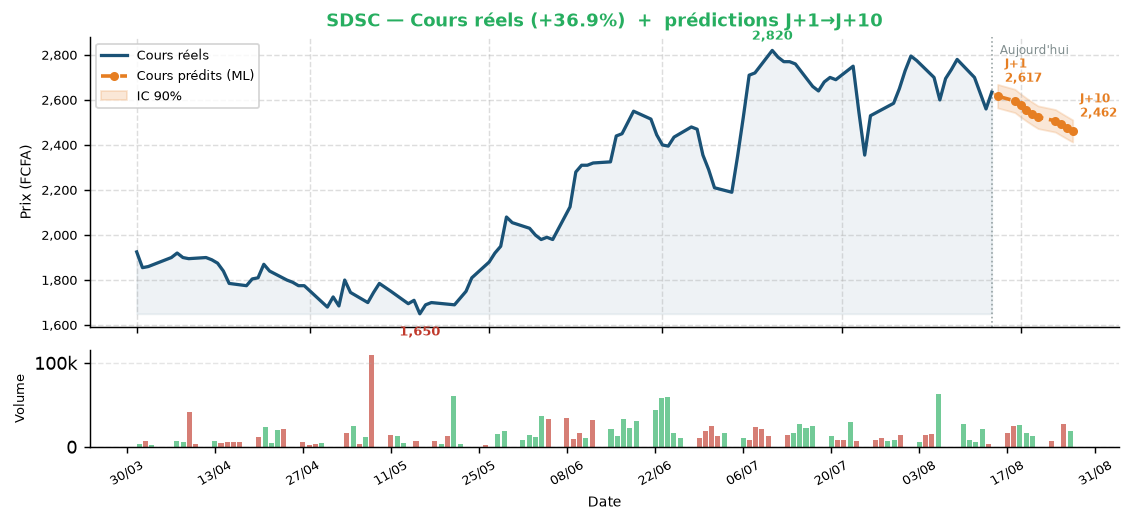 SDSC — Cours réels (+36.9%)  +  prédictions J+1→J+10
2,820
Cours réels
Cours prédits (ML)
IC 90%
Aujourd'hui
J+1
2,617
J+10
2,462
1,650
Prix (FCFA)
2,800
2,600
2,400
2,200
2,000
1,800
1,600
Volume
100k
0
30/03
13/04
27/04
11/05
25/05
08/06
22/06
06/07
20/07
03/08
17/08
31/08
Date